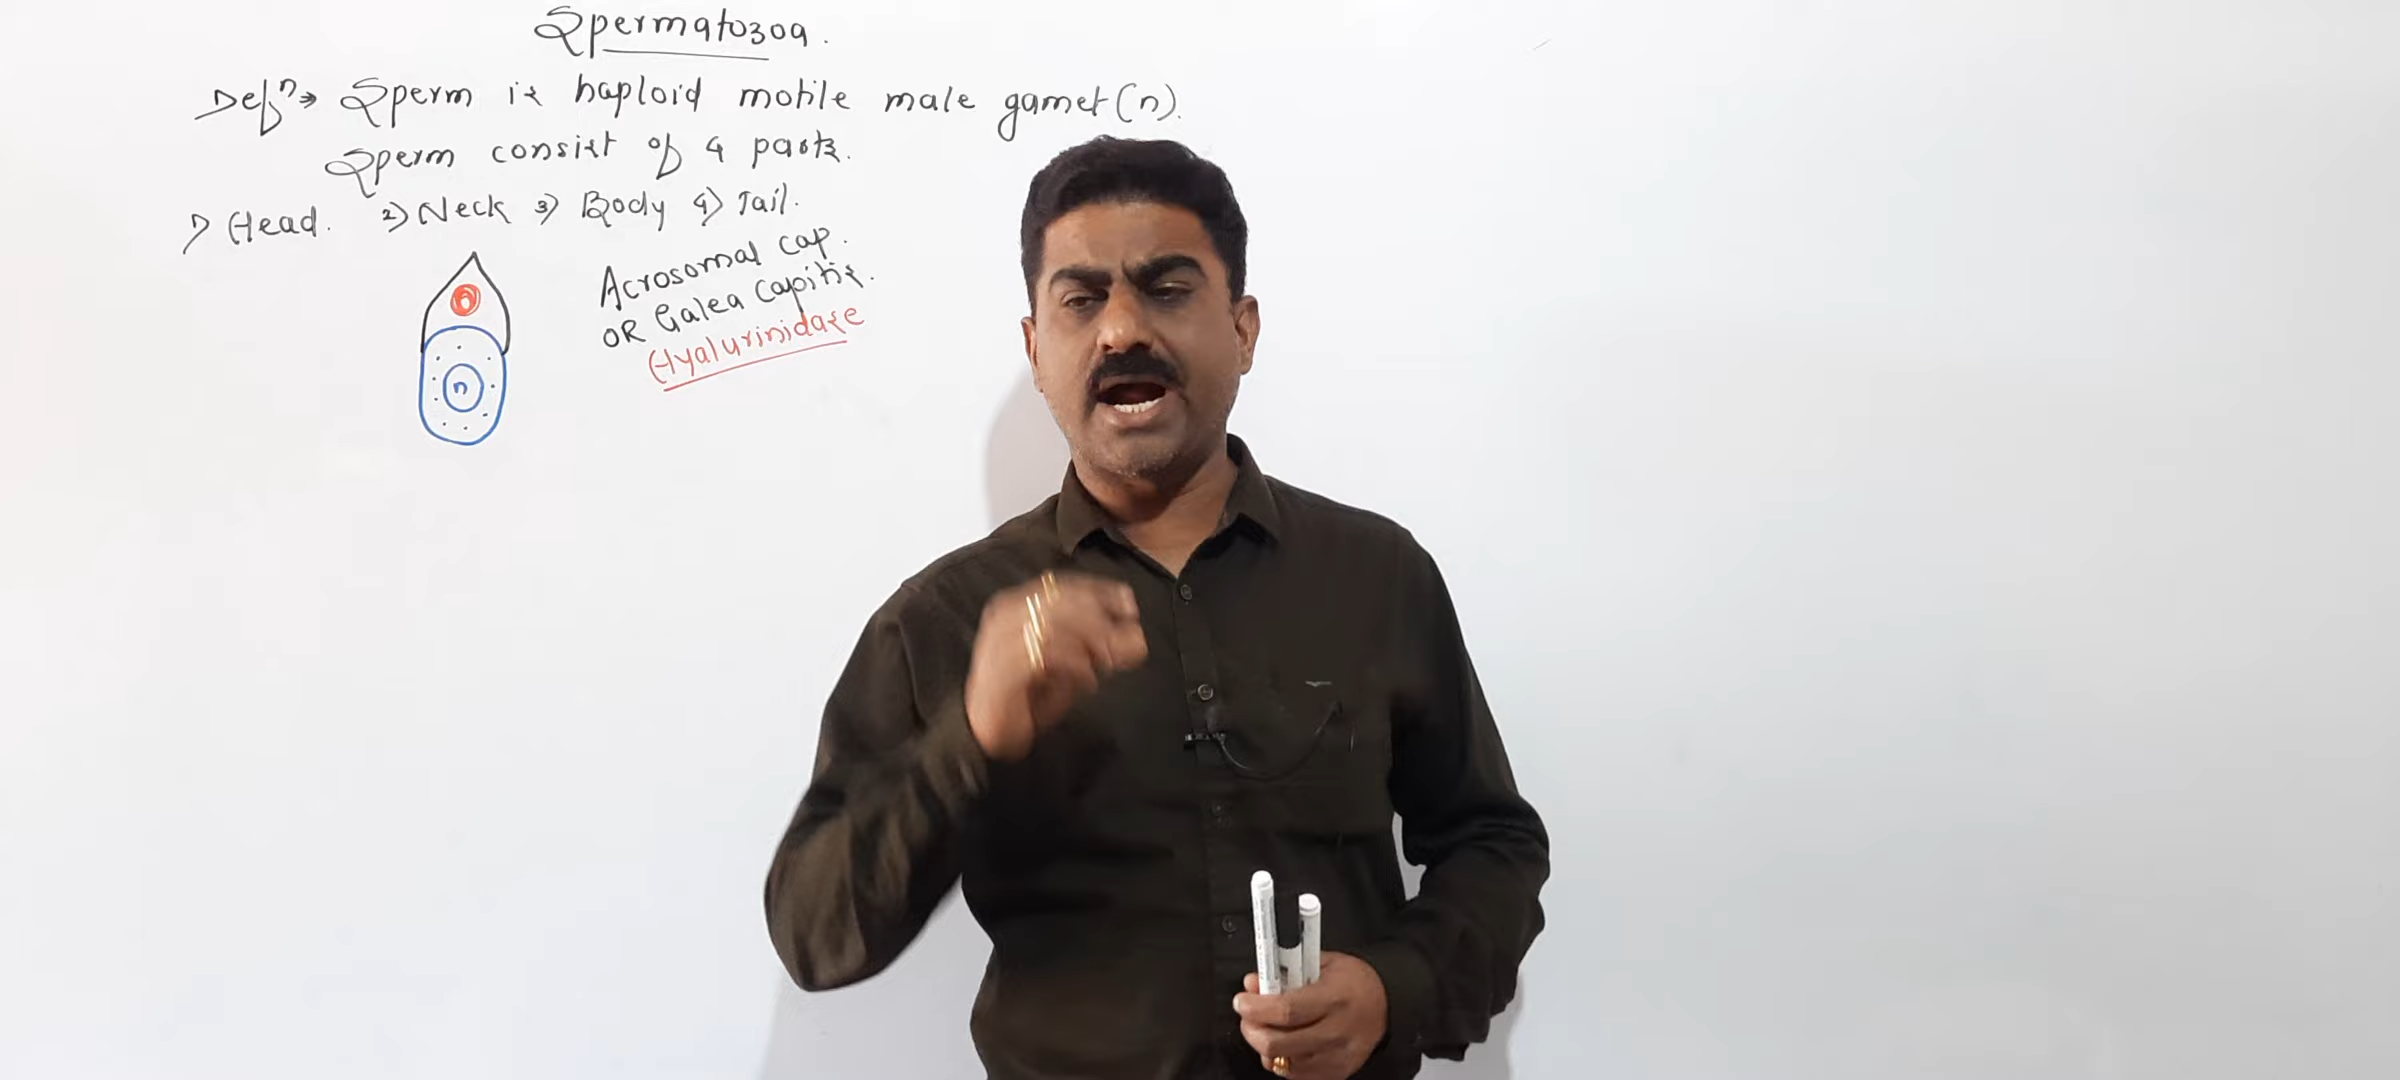 Spermatozoa.
Defn→ Sperm is haploid motile male gamet (n).
Sperm consist of 4 parts.
1) Head. 2) Neck 3) Body 4) Tail.
Acrosomal cap.
OR Galea capitis.
Hyalurinidase
n